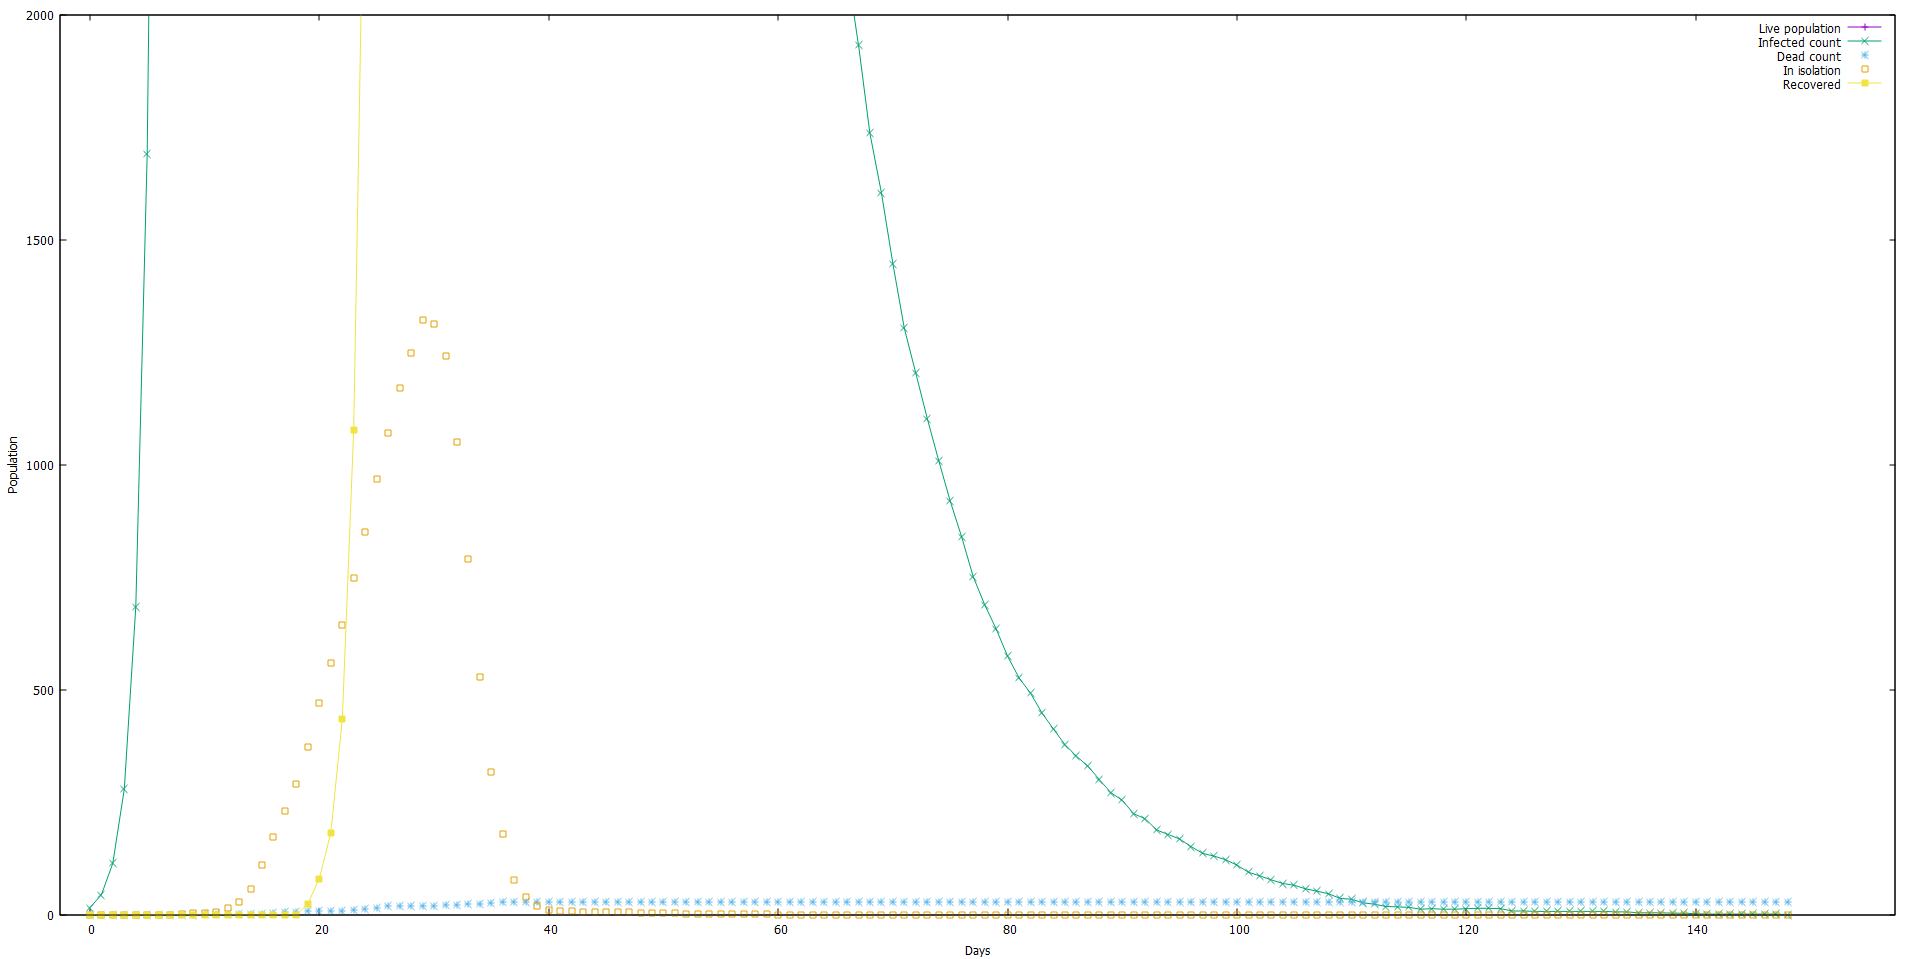 2000
1500
1000
500
0
Population
Live population
Infected count
Dead count
In isolation
Recovered
0 20 40 60 80 100 120 140
Days